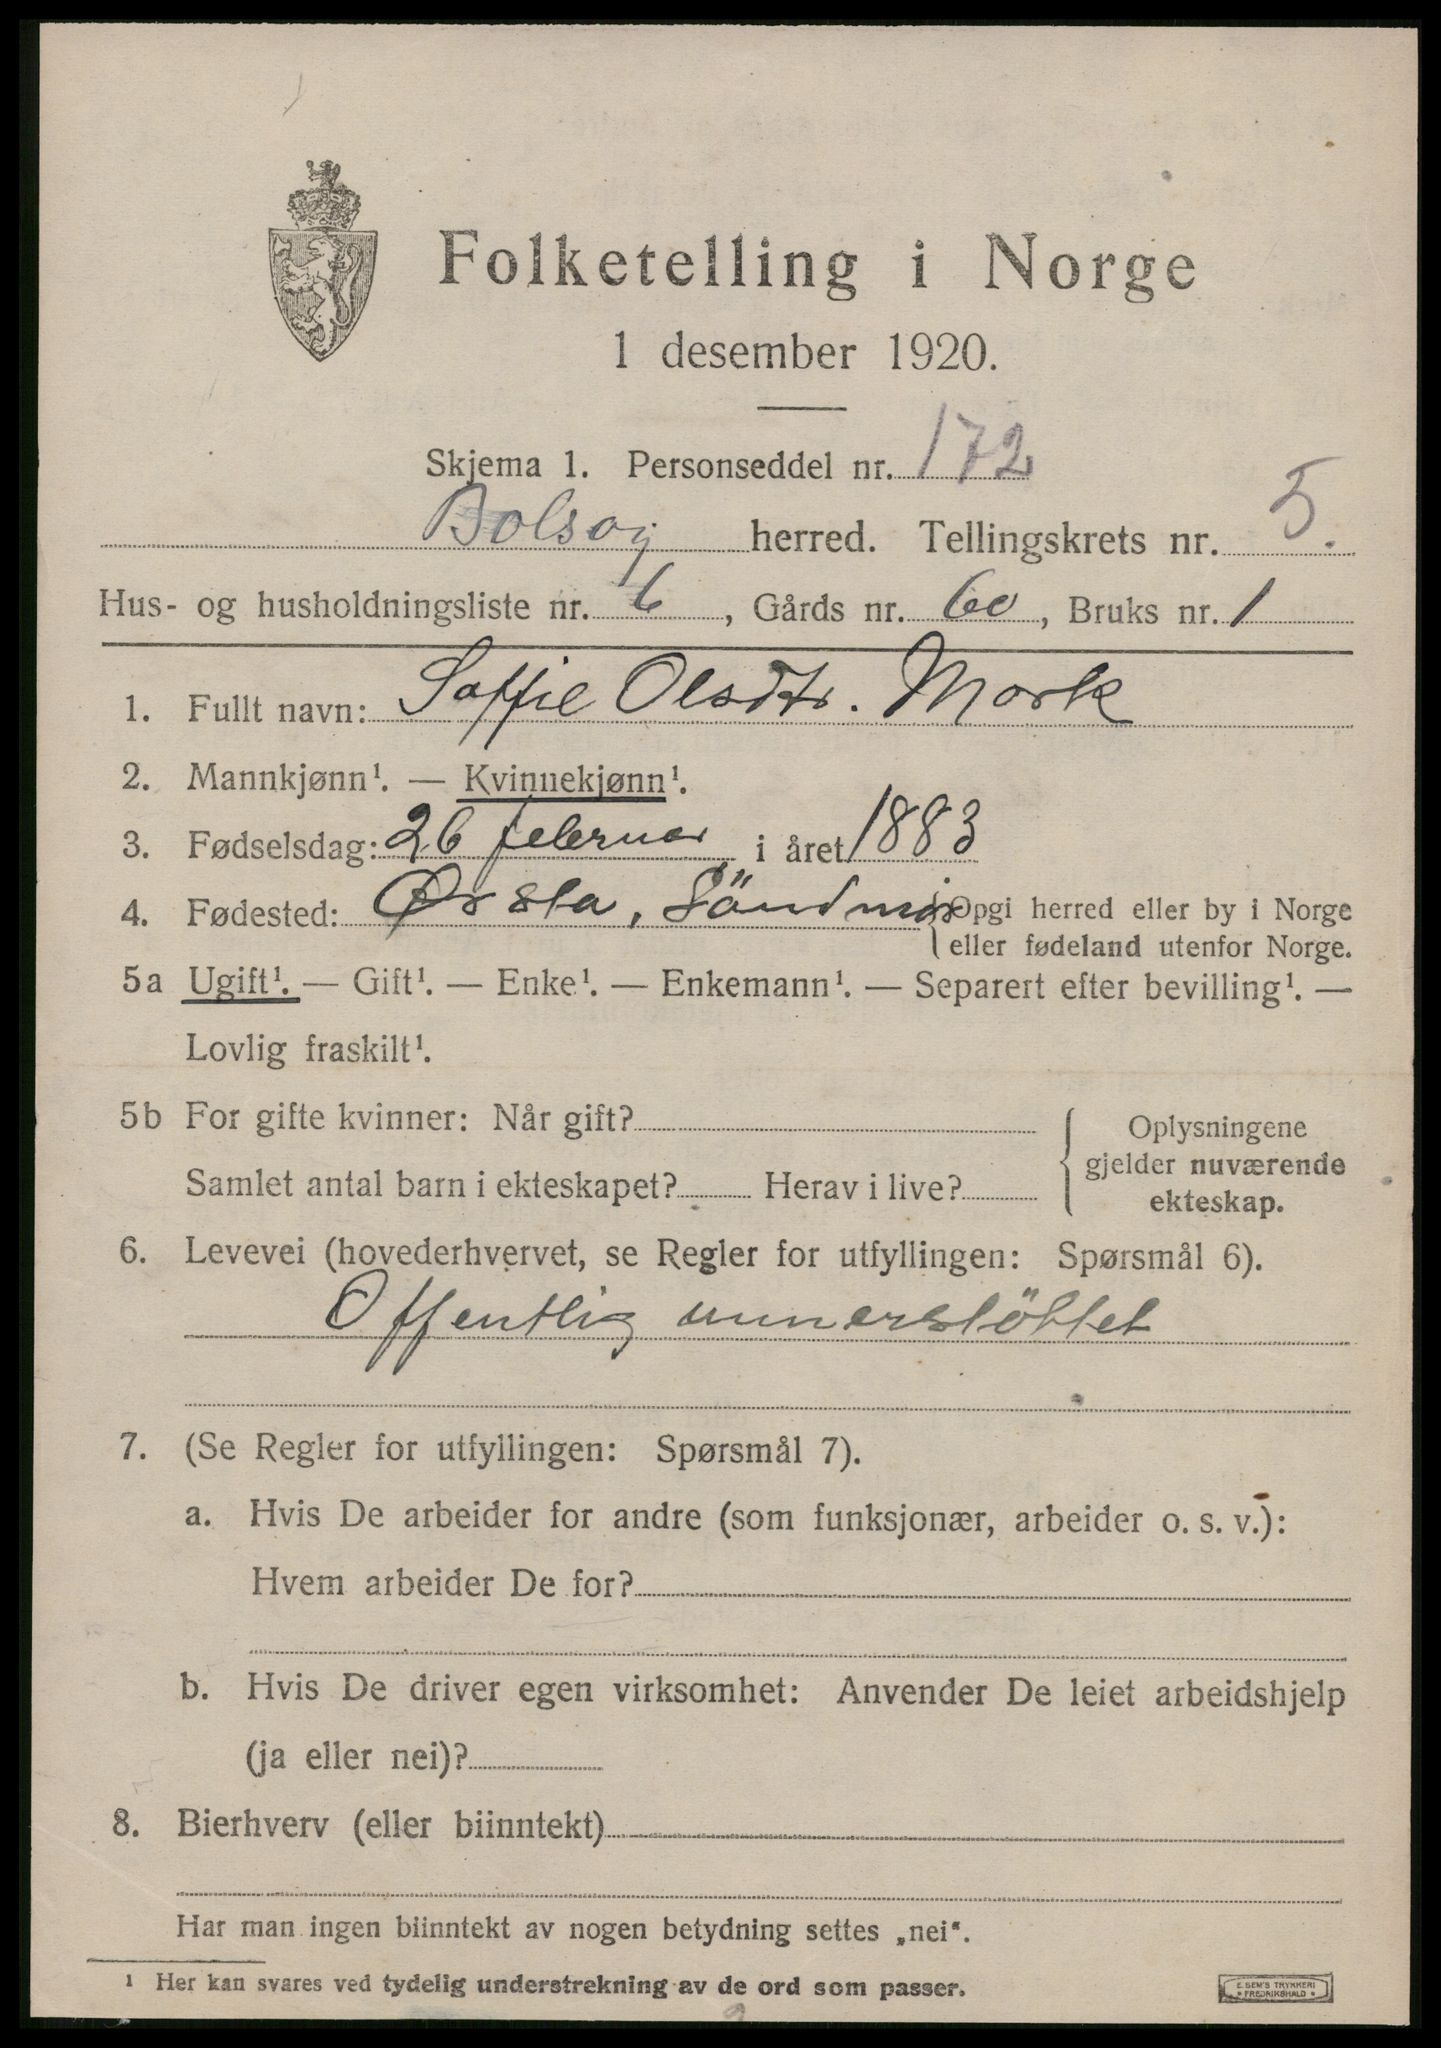 Folketelling i Norge
1 desember 1920.
Skjema 1. Personseddel nr. 172
Bolsøy herred. Tellingskrets nr. 5.
Hus- og husholdningsliste nr. 6, Gårds nr. 60, Bruks nr. 1
1. Fullt navn: Soffie Olsdtr. Mork
2. Mannkjønn¹. — Kvinnekjønn¹.
3. Fødselsdag: 26 februar i året 1883
4. Fødested: Ørsta, Söndmør {Opgi herred eller by i Norge
eller fødeland utenfor Norge.
5a Ugift¹. — Gift¹. — Enke¹. — Enkemann¹. — Separert efter bevilling¹. —
Lovlig fraskilt¹.
5b For gifte kvinner: Når gift?
Samlet antal barn i ekteskapet? Herav i live?
Oplysningene
gjelder nuværende
ekteskap.
6. Levevei (hovederhvervet, se Regler for utfyllingen: Spørsmål 6).
Offentlig unnerstöttet
7. (Se Regler for utfyllingen: Spørsmål 7).
a. Hvis De arbeider for andre (som funksjonær, arbeider o. s. v.):
Hvem arbeider De for?
b. Hvis De driver egen virksomhet: Anvender De leiet arbeidshjelp
(ja eller nei)?
8. Bierhverv (eller biinntekt)
Har man ingen biinntekt av nogen betydning settes „nei“.
¹ Her kan svares ved tydelig understrekning av de ord som passer.
E. SEM'S TRYKKERI
* FREDRIKSHALD *